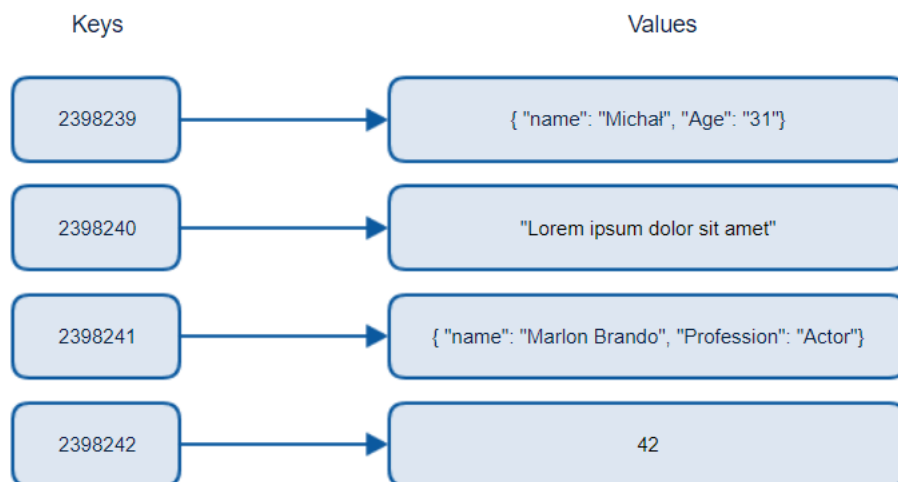 Keys
Values
2398239
{ "name": "Michał", "Age": "31"}
2398240
"Lorem ipsum dolor sit amet"
2398241
{ "name": "Marlon Brando", "Profession": "Actor"}
2398242
42